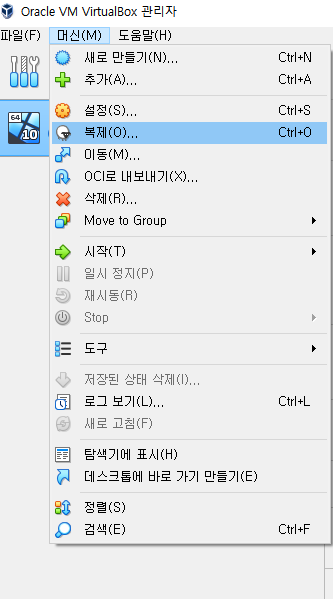 Oracle VM VirtualBox 관리자
파일(F) 머신(M) 도움말(H)
새로 만들기(N)... Ctrl+N
추가(A)... Ctrl+A
설정(S)... Ctrl+S
복제(O)... Ctrl+O
이동(M)...
OCI로 내보내기(X)...
삭제(R)...
Move to Group
시작(T)
일시 정지(P)
재시동(R)
Stop
도구
저장된 상태 삭제(I)...
로그 보기(L)... Ctrl+L
새로 고침(F)
탐색기에 표시(H)
데스크톱에 바로 가기 만들기(E)
정렬(S)
검색(E) Ctrl+F
64
10